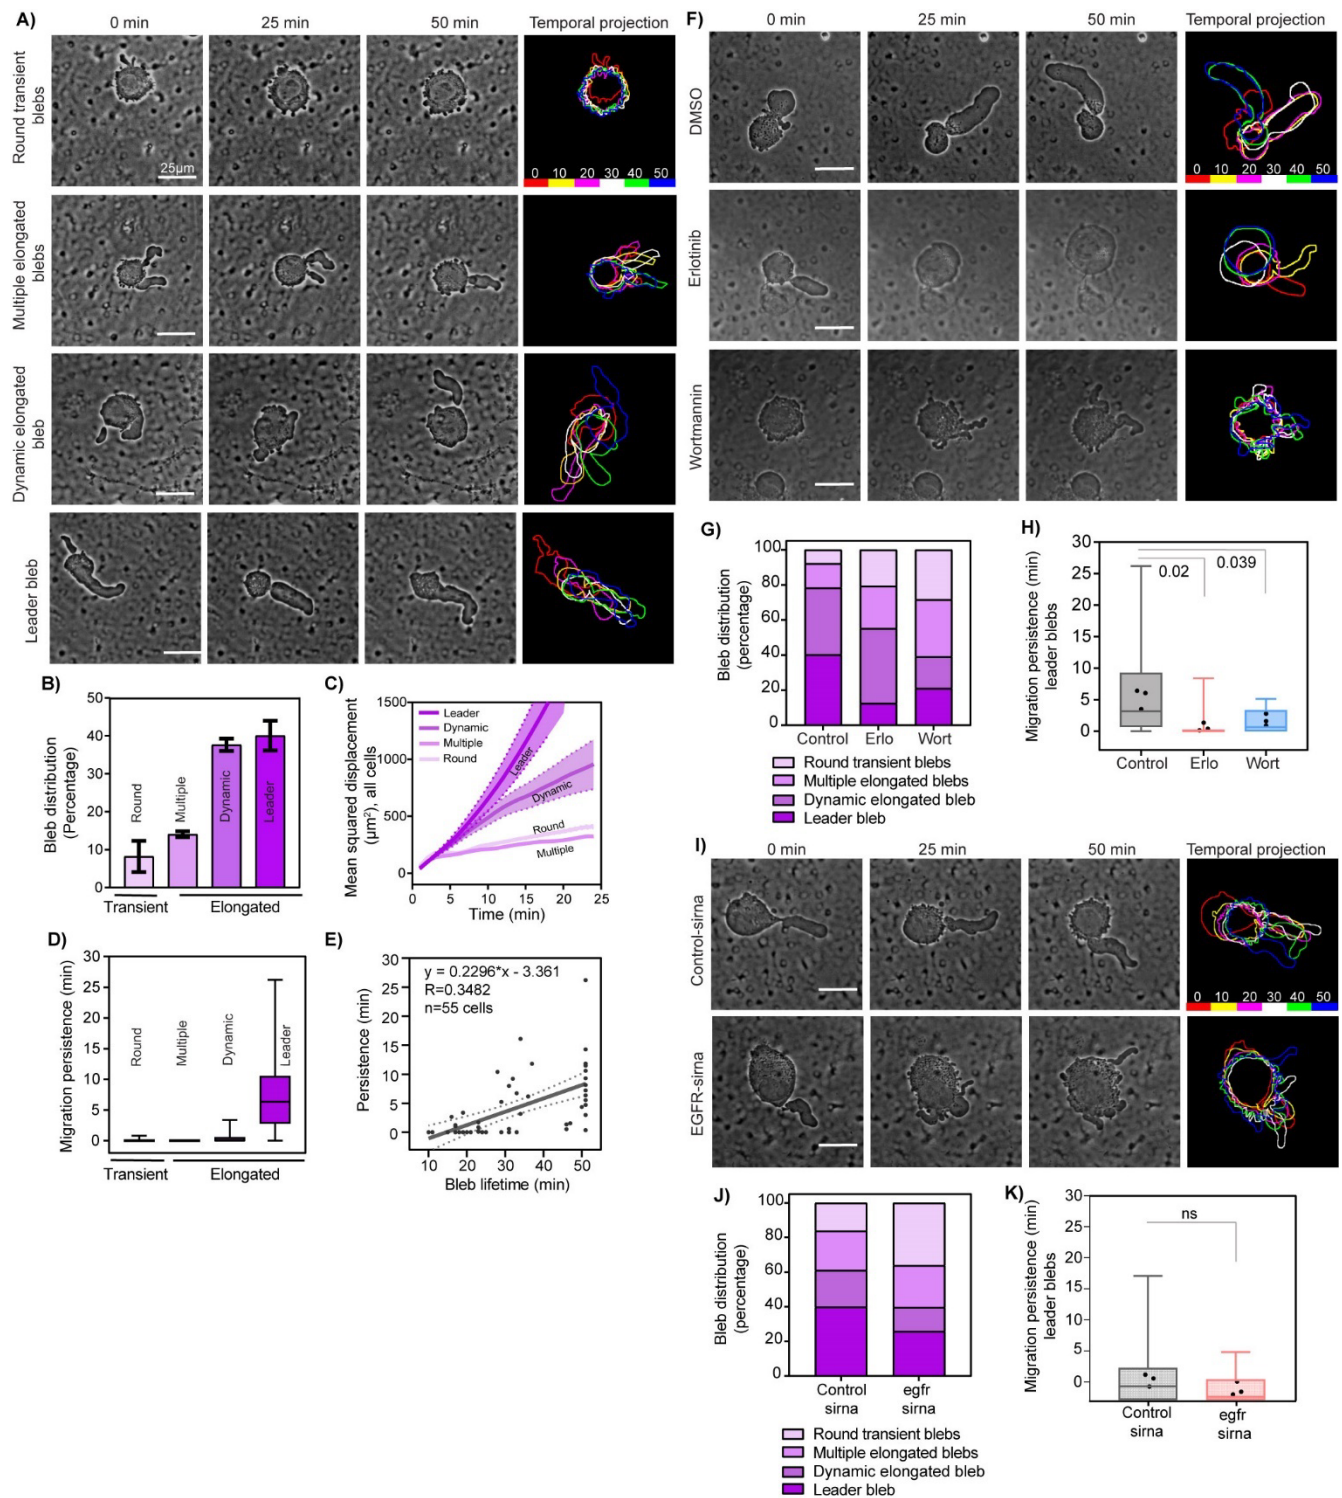 A)
0 min
25 min
50 min
Temporal projection
Round transient
blebs
25µm
0 10 20 30 40 50
Multiple elongated
blebs
Dynamic elongated
bleb
Leader bleb
B)
Bleb distribution
(Percentage)
50
40
30
20
10
0
Round
Multiple
Dynamic
Leader
Transient
Elongated
C)
Mean squared displacement
(µm²), all cells
1500
1000
500
0
Leader
Dynamic
Multiple
Round
Leader
Dynamic
Round
Multiple
0 5 10 15 20 25
Time (min)
D)
Migration persistence (min)
30
25
20
15
10
5
0
Round
Multiple
Dynamic
Leader
Transient
Elongated
E)
Persistence (min)
30
25
20
15
10
5
0
y = 0.2296*x - 3.361
R=0.3482
n=55 cells
10 20 30 40 50
Bleb lifetime (min)
F)
0 min
25 min
50 min
Temporal projection
DMSO
0 10 20 30 40 50
Erlotinib
Wortmannin
G)
Bleb distribution
(percentage)
100
80
60
40
20
0
Control
Erlo
Wort
Round transient blebs
Multiple elongated blebs
Dynamic elongated bleb
Leader bleb
H)
Migration persistence (min)
leader blebs
30
25
20
15
10
5
0
0.02
0.039
Control
Erlo
Wort
I)
0 min
25 min
50 min
Temporal projection
Control-sirna
0 10 20 30 40 50
EGFR-sirna
J)
Bleb distribution
(percentage)
100
80
60
40
20
0
Control
sirna
egfr
sirna
Round transient blebs
Multiple elongated blebs
Dynamic elongated bleb
Leader bleb
K)
Migration persistence (min)
leader blebs
30
25
20
15
10
5
0
ns
Control
sirna
egfr
sirna